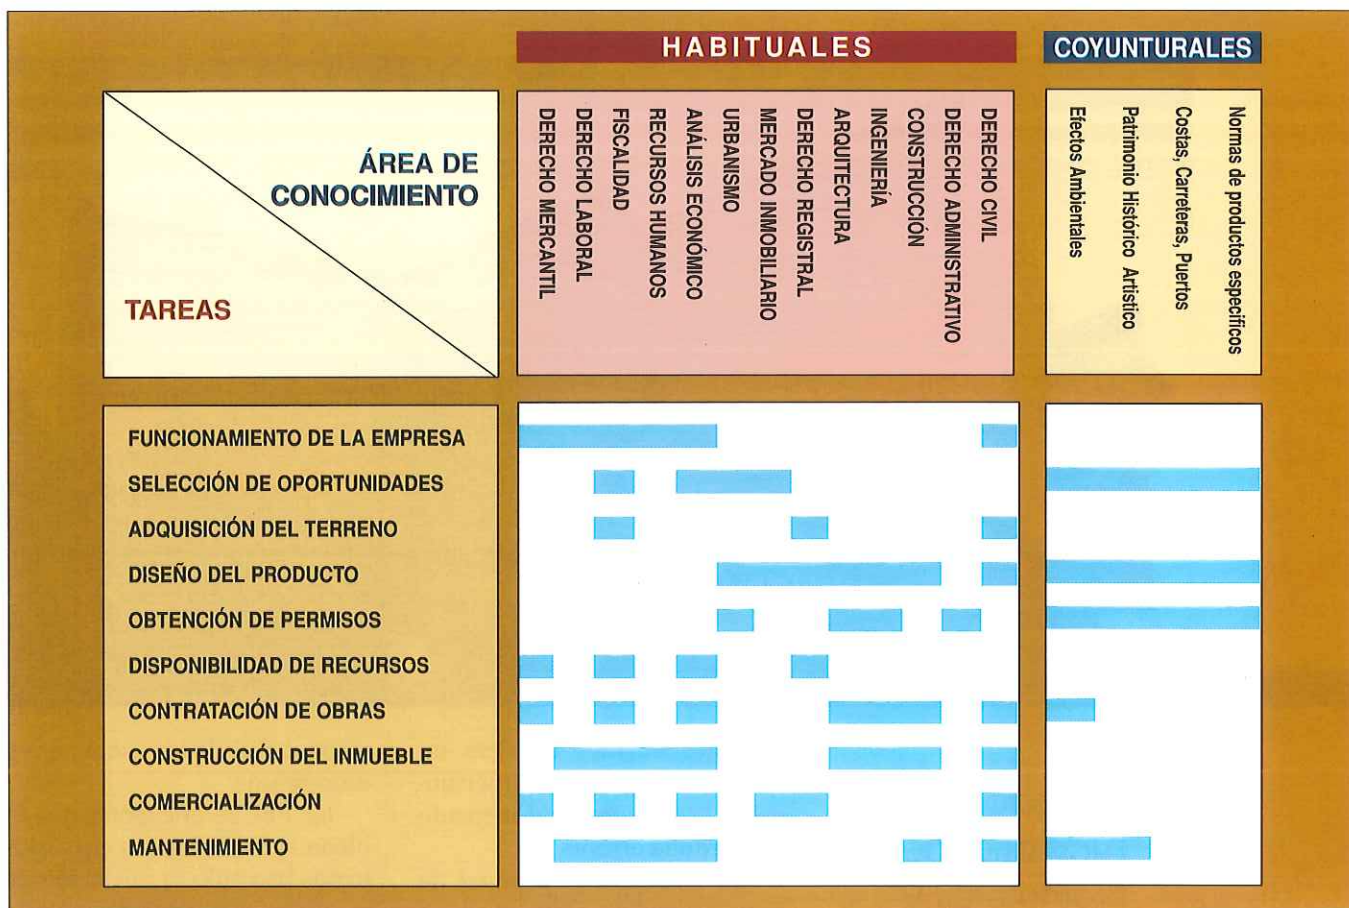 HABITUALES
COYUNTURALES
ÁREA DE
CONOCIMIENTO
TAREAS
DERECHO MERCANTIL
DERECHO LABORAL
FISCALIDAD
RECURSOS HUMANOS
ANÁLISIS ECONÓMICO
URBANISMO
MERCADO INMOBILIARIO
DERECHO REGISTRAL
ARQUITECTURA
INGENIERÍA
CONSTRUCCIÓN
DERECHO ADMINISTRATIVO
DERECHO CIVIL
Efectos Ambientales
Patrimonio Histórico Artistico
Costas, Carreteras, Puertos
Normas de productos específicos
FUNCIONAMIENTO DE LA EMPRESA
SELECCIÓN DE OPORTUNIDADES
ADQUISICIÓN DEL TERRENO
DISEÑO DEL PRODUCTO
OBTENCIÓN DE PERMISOS
DISPONIBILIDAD DE RECURSOS
CONTRATACIÓN DE OBRAS
CONSTRUCCIÓN DEL INMUEBLE
COMERCIALIZACIÓN
MANTENIMIENTO